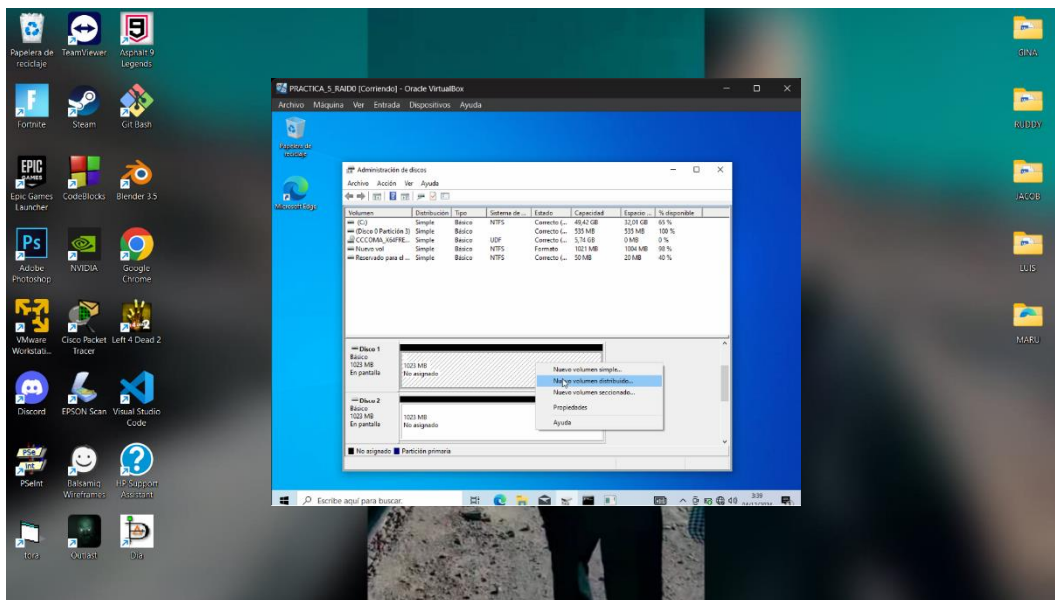 Papelera de
reciclaje
TeamViewer
Asphalt 9
Legends
Fortnite
Steam
Git Bash
Epic Games
Launcher
CodeBlocks
Blender 3.5
Adobe
Photoshop
NVIDIA
Google
Chrome
VMware
Workstati...
Cisco Packet
Tracer
Left 4 Dead 2
Discord
EPSON Scan
Visual Studio
Code
PSeInt
Balsamiq
Wireframes
HP Support
Assistant
tora
Outlast
Dia
GINA
RUDDY
JACOB
LUIS
MARU
PRACTICA_5_RAID0 [Corriendo] - Oracle VirtualBox
Archivo Máquina Ver Entrada Dispositivos Ayuda
Papelera de
reciclaje
Microsoft Edge
Administración de discos
Archivo Acción Ver Ayuda
Volumen Distribución Tipo Sistema de ... Estado Capacidad Espacio ... % disponible
(C:) Simple Básico NTFS Correcto (... 49,42 GB 32,01 GB 65 %
(Disco 0 Partición 3) Simple Básico Correcto (... 535 MB 535 MB 100 %
CCCOMA_X64FRE... Simple Básico UDF Correcto (... 5,74 GB 0 MB 0 %
Nuevo vol Simple Básico NTFS Formato 1021 MB 1004 MB 98 %
Reservado para el ... Simple Básico NTFS Correcto (... 50 MB 20 MB 40 %
Disco 1
Básico
1023 MB
En pantalla
1023 MB
No asignado
Disco 2
Básico
1023 MB
En pantalla
1023 MB
No asignado
Nuevo volumen simple...
Nuevo volumen distribuido...
Nuevo volumen seccionado...
Propiedades
Ayuda
No asignado Partición primaria
Escribe aquí para buscar.
3:39